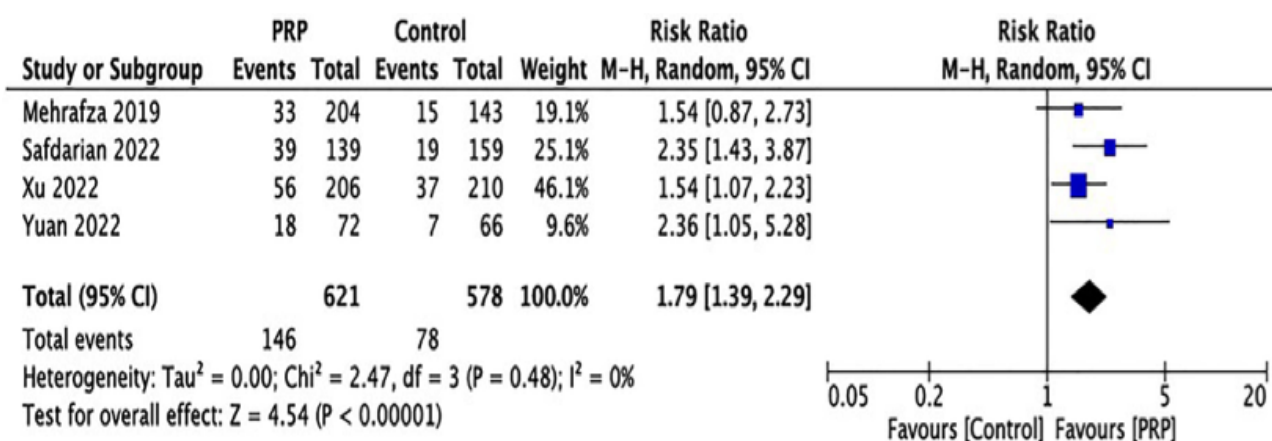 PRP Control Risk Ratio Risk Ratio
Study or Subgroup Events Total Events Total Weight M-H, Random, 95% CI M-H, Random, 95% CI
Mehrafza 2019 33 204 15 143 19.1% 1.54 [0.87, 2.73]
Safdarian 2022 39 139 19 159 25.1% 2.35 [1.43, 3.87]
Xu 2022 56 206 37 210 46.1% 1.54 [1.07, 2.23]
Yuan 2022 18 72 7 66 9.6% 2.36 [1.05, 5.28]
Total (95% CI) 621 578 100.0% 1.79 [1.39, 2.29]
Total events 146 78
Heterogeneity: Tau² = 0.00; Chi² = 2.47, df = 3 (P = 0.48); I² = 0%
Test for overall effect: Z = 4.54 (P < 0.00001)
0.05 0.2 1 5 20
Favours [Control] Favours [PRP]